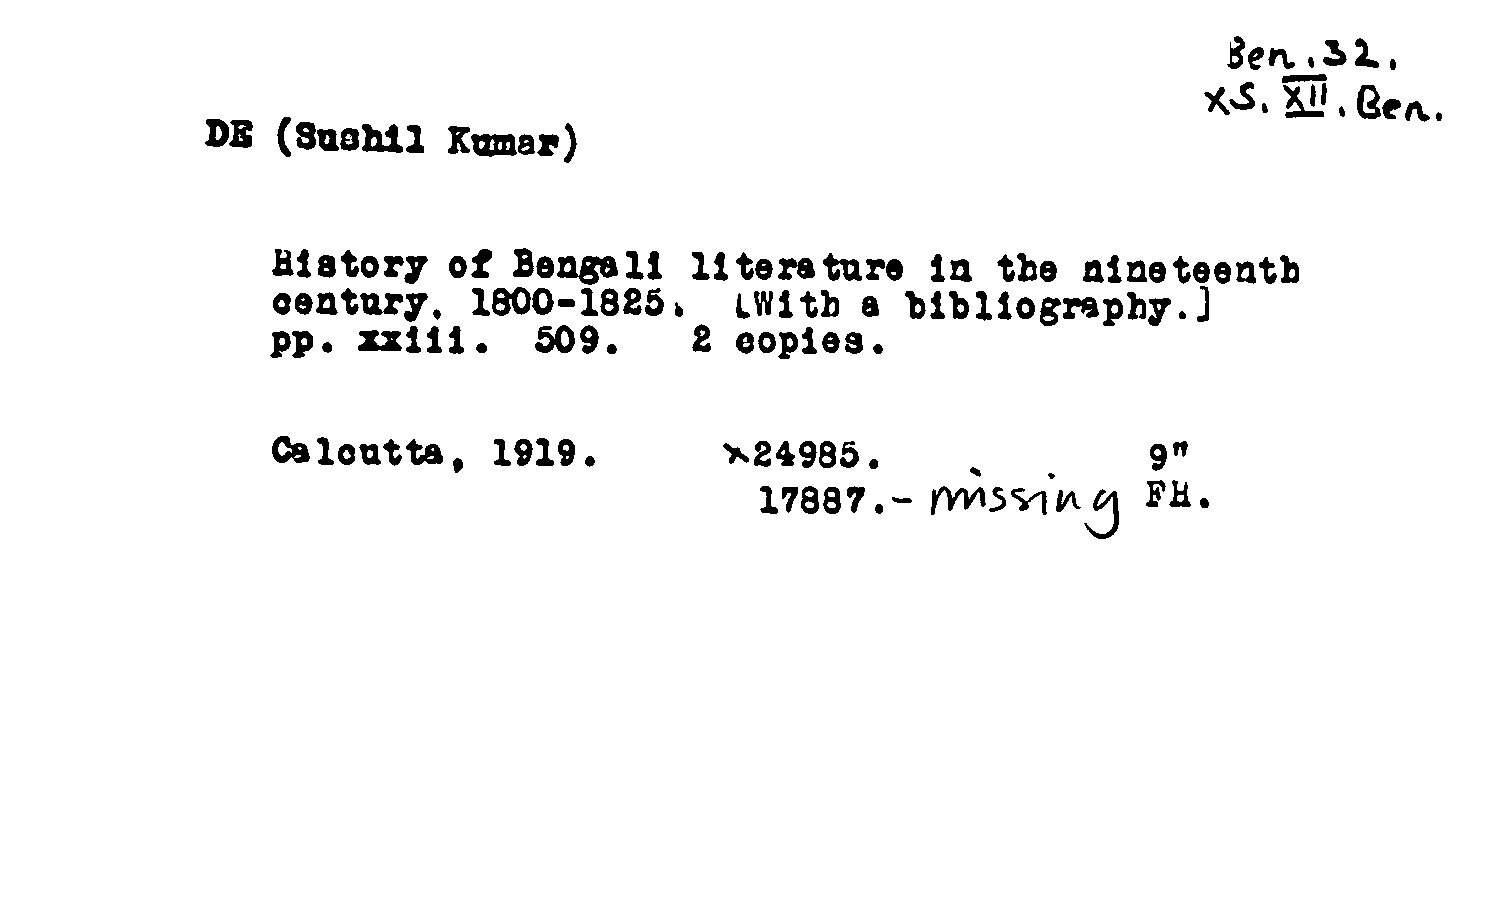 Ben. 32.
xS. XII. Ben.
DE (Sushil Kumar)
History of Bengali literature in the nineteenth
century, 1800-1825. [With a bibliography.]
pp. xxiii. 509. 2 copies.
Calcutta, 1919. x24985. 9"
17887.- missing FH.